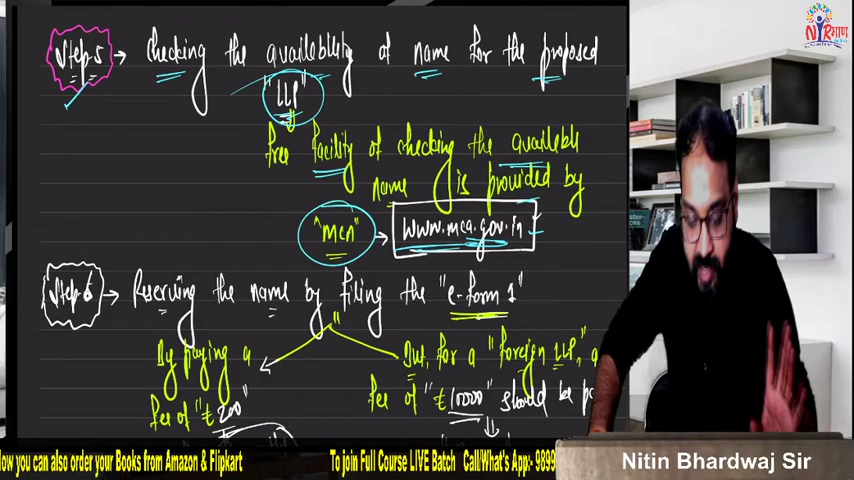 Step-5 → checking the availebility of name for the proposed
"LLP"
free facility of checking the availebl
name is provided by
"mca" → www.mca.gov.in
Step-6 → Reserving the name by filing the "e-form 1"
By paying a But, for a "foreign LLP," a
fee of "₹ 200" fee of "₹ 10000" should be pa
Now you can also order your Books from Amazon & Flipkart To join Full Course LIVE Batch Call/What's App:- 9899
Nitin Bhardwaj Sir